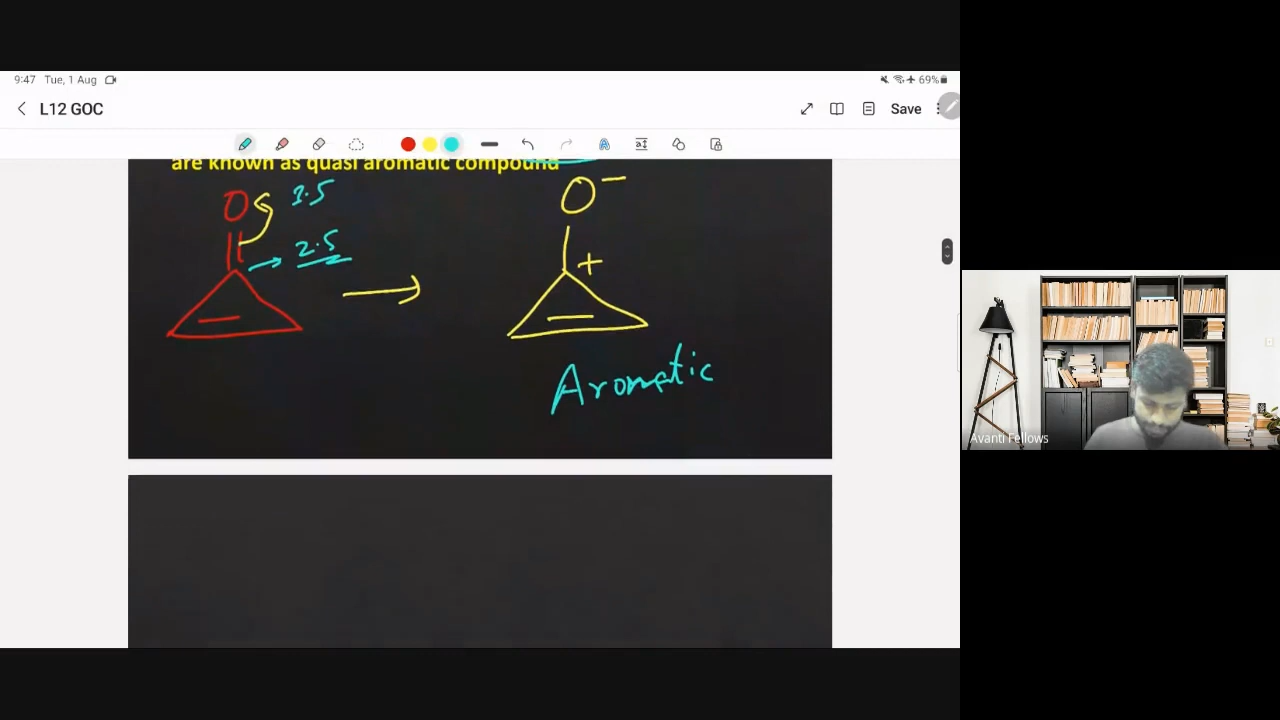 9:47 Tue, 1 Aug 69%
L12 GOC
Save
are known as quasi aromatic compound
O 3.5
2.5
O −
+
Aromatic
Avanti Fellows